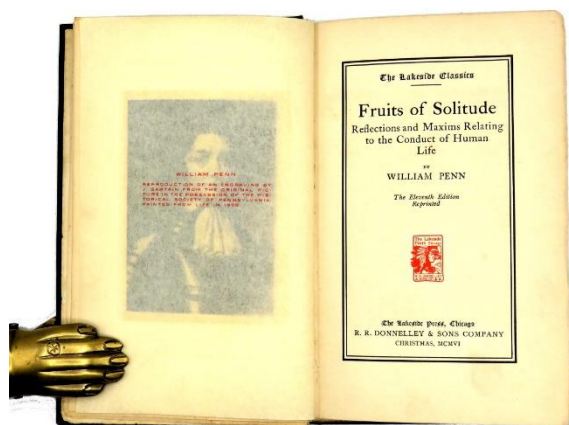 WILLIAM PENN
REPRODUCTION OF AN ENGRAVING BY
J. SARTAIN FROM THE ORIGINAL PIC-
TURE IN THE POSSESSION OF THE HIS-
TORICAL SOCIETY OF PENNSYLVANIA
PAINTED FROM LIFE IN
The Lakeside Classics
Fruits of Solitude
Reflections and Maxims Relating
to the Conduct of Human
Life
BY
WILLIAM PENN
The Eleventh Edition
Reprinted
The Lakeside
The Lakeside Press, Chicago
R. R. DONNELLEY & SONS COMPANY
CHRISTMAS, MCMVI